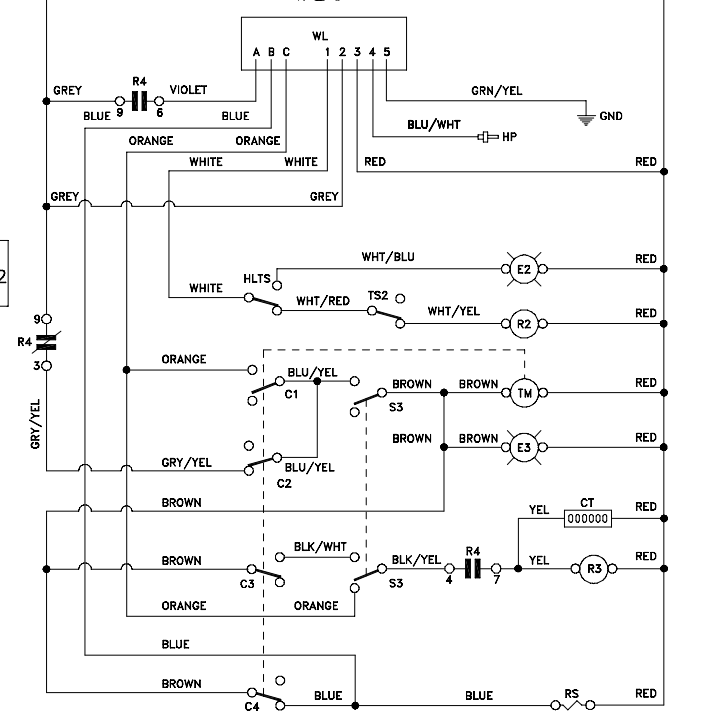 WL
A B C 1 2 3 4 5
GREY R4 VIOLET GRN/YEL
9 6
BLUE BLUE GND
BLU/WHT HP
ORANGE ORANGE
WHITE WHITE RED RED
GREY GREY
2
WHT/BLU RED
E2
HLTS
WHITE WHT/RED TS2 WHT/YEL RED
R2
9
R4
3
ORANGE BLU/YEL
C1 S3 BROWN BROWN TM RED
GRY/YEL
BROWN BROWN E3 RED
GRY/YEL BLU/YEL
C2
BROWN YEL CT RED
000000
BROWN BLK/WHT BLK/YEL R4 YEL RED
C3 S3 4 7 R3
ORANGE ORANGE
BLUE
BROWN
C4 BLUE BLUE RS RED